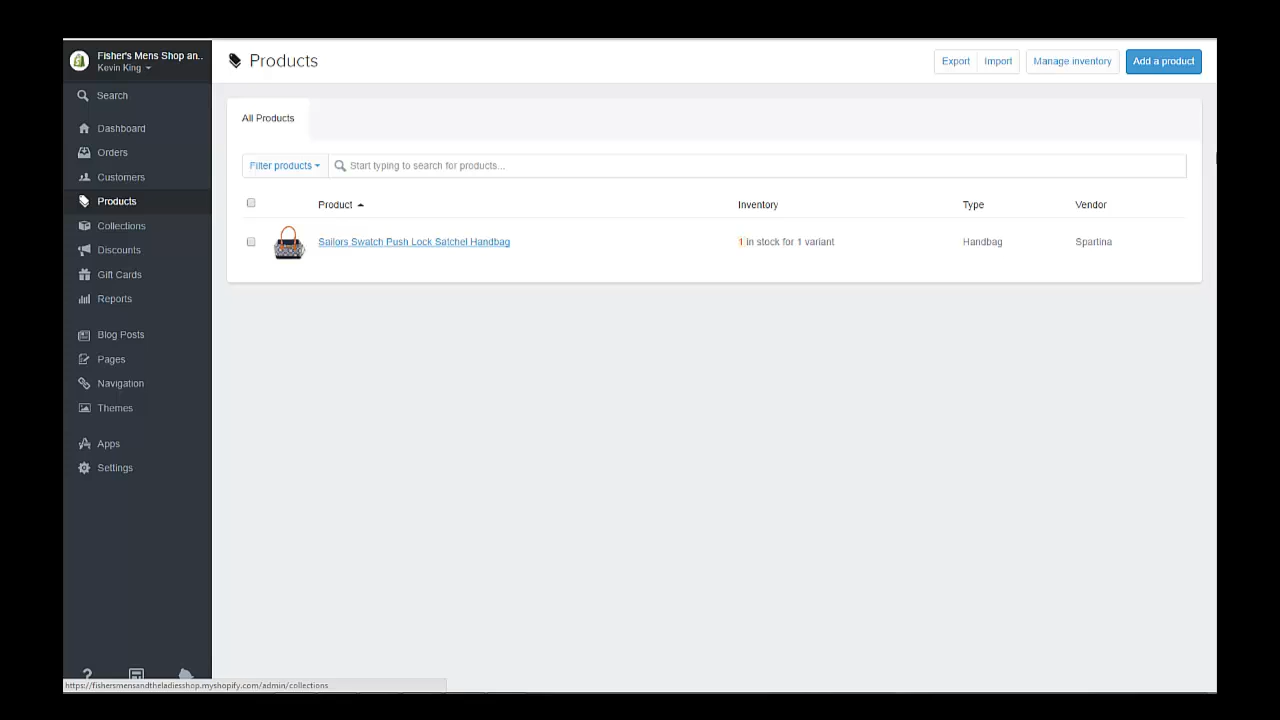 Fisher's Mens Shop an..
Kevin King
Search
Dashboard
Orders
Customers
Products
Collections
Discounts
Gift Cards
Reports
Blog Posts
Pages
Navigation
Themes
Apps
Settings
?
https://fishersmensandtheladiesshop.myshopify.com/admin/collections
Products
Export Import Manage inventory Add a product
All Products
Filter products Start typing to search for products...
Product Inventory Type Vendor
Sailors Swatch Push Lock Satchel Handbag 1 in stock for 1 variant Handbag Spartina